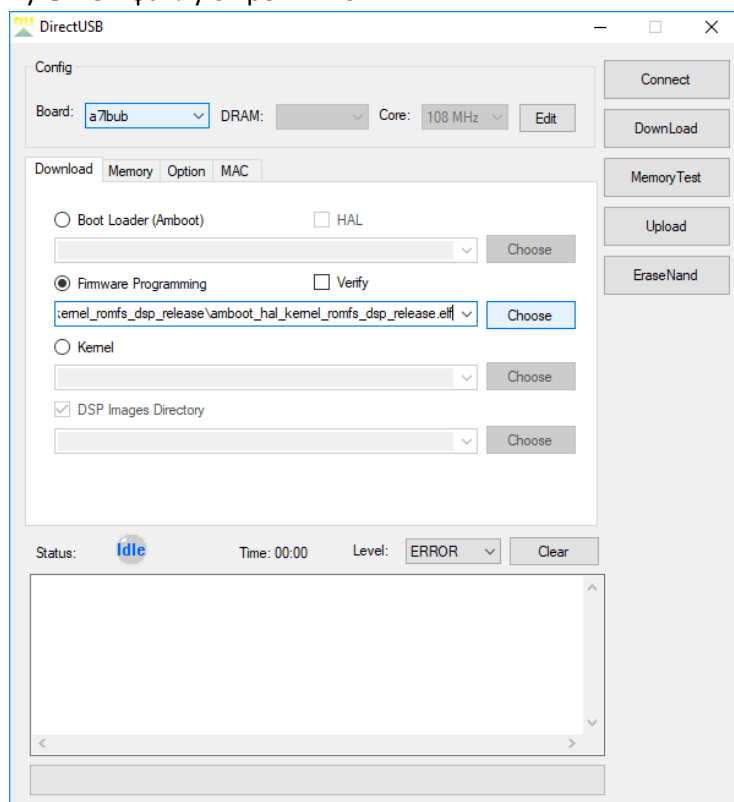 DirectUSB
Config
Board: a7lbub DRAM: Core: 108 MHz Edit
Connect
DownLoad
MemoryTest
Upload
EraseNand
Download Memory Option MAC
Boot Loader (Amboot) HAL
Choose
Firmware Programming Verify
ernel_romfs_dsp_release\amboot_hal_kernel_romfs_dsp_release.elf Choose
Kernel
Choose
DSP Images Directory
Choose
Status: Idle Time: 00:00 Level: ERROR Clear